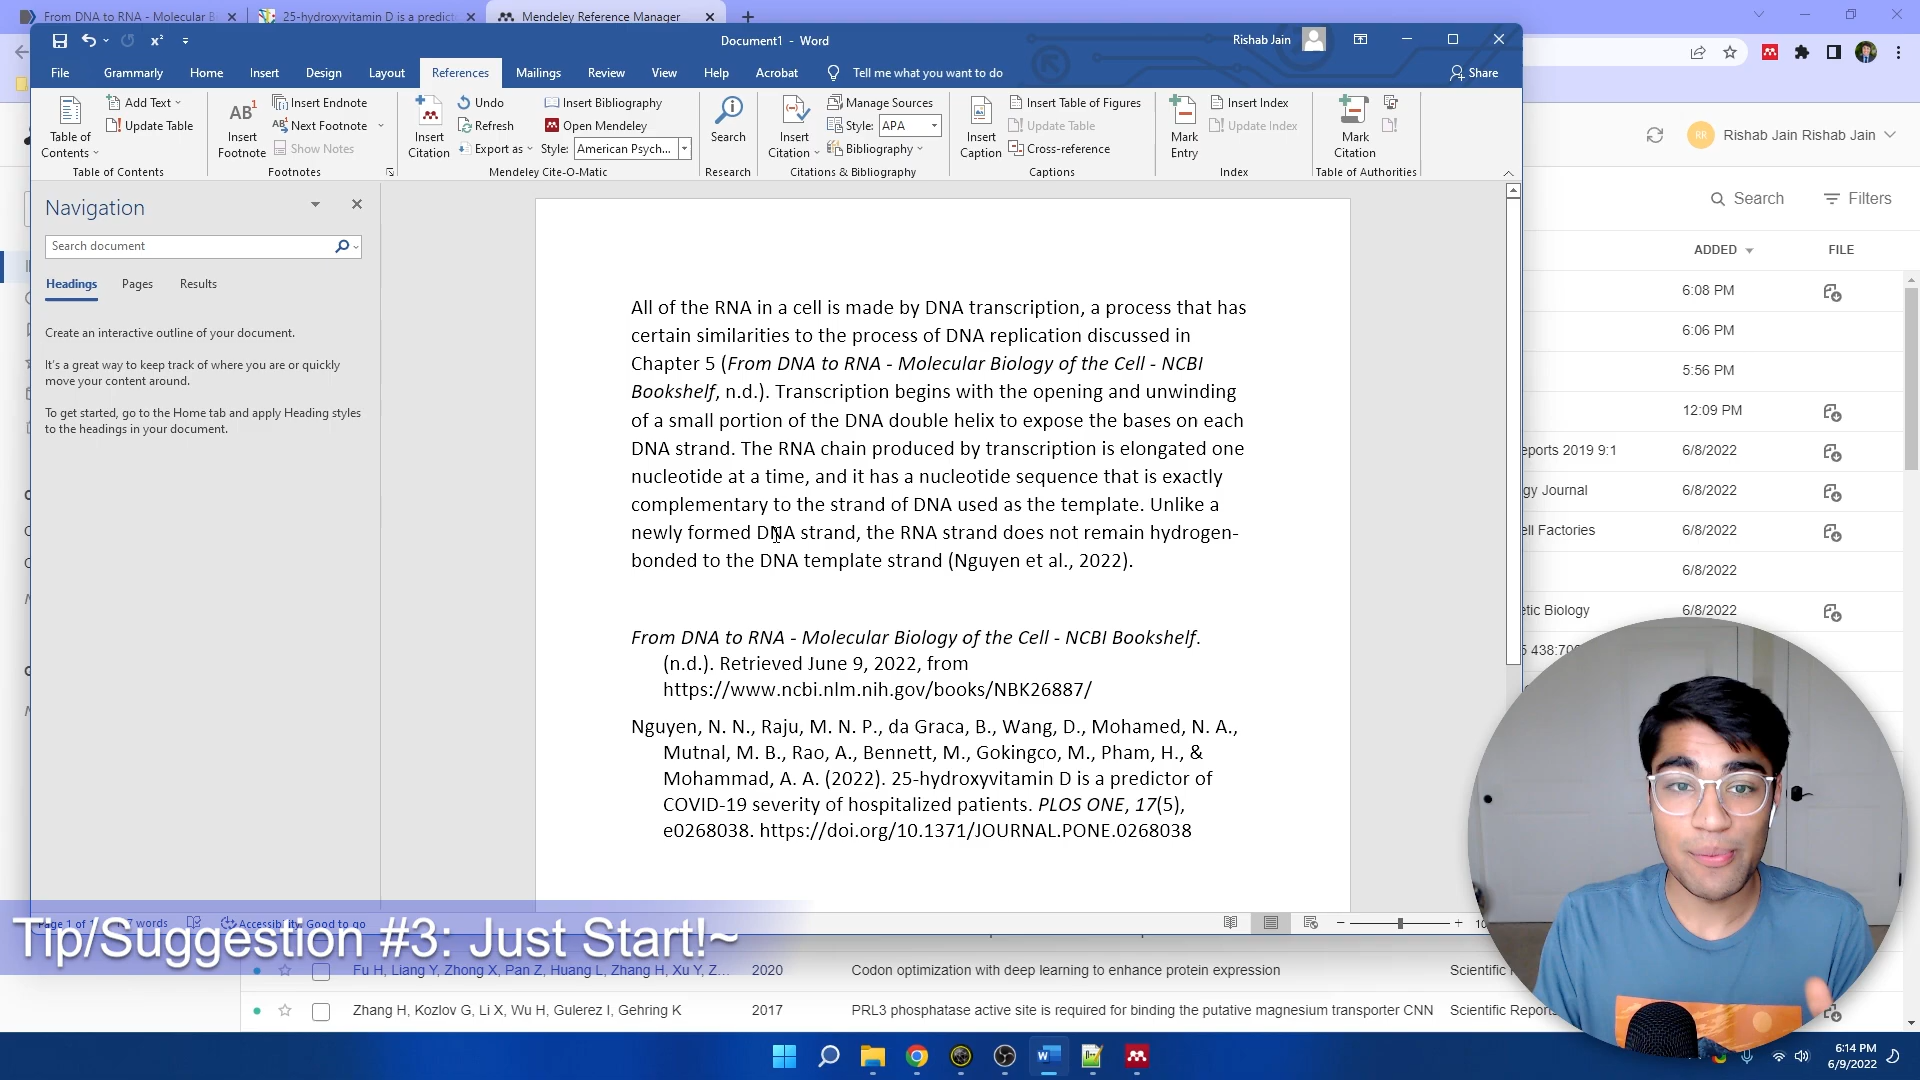 From DNA to RNA - Molecular B
25-hydroxyvitamin D is a predict
Mendeley Reference Manager
Document1 - Word
Rishab Jain
File
Grammarly
Home
Insert
Design
Layout
References
Mailings
Review
View
Help
Acrobat
Tell me what you want to do
Share
Table of Contents
Add Text
Update Table
Table of Contents
AB1
Insert Footnote
Insert Endnote
Next Footnote
Show Notes
Footnotes
Insert Citation
Undo
Refresh
Export as
Insert Bibliography
Open Mendeley
Style: American Psych...
Mendeley Cite-O-Matic
Search
Research
Insert Citation
Manage Sources
Style: APA
Bibliography
Citations & Bibliography
Insert Caption
Insert Table of Figures
Update Table
Cross-reference
Captions
Mark Entry
Insert Index
Update Index
Index
Mark Citation
Table of Authorities
RR
Rishab Jain Rishab Jain
Search
Filters
ADDED
FILE
6:08 PM
6:06 PM
5:56 PM
12:09 PM
eports 2019 9:1
6/8/2022
gy Journal
6/8/2022
ell Factories
6/8/2022
6/8/2022
etic Biology
6/8/2022
Navigation
Search document
Headings
Pages
Results
Create an interactive outline of your document.
It's a great way to keep track of where you are or quickly
move your content around.
To get started, go to the Home tab and apply Heading styles
to the headings in your document.
All of the RNA in a cell is made by DNA transcription, a process that has
certain similarities to the process of DNA replication discussed in
Chapter 5 (From DNA to RNA - Molecular Biology of the Cell - NCBI
Bookshelf, n.d.). Transcription begins with the opening and unwinding
of a small portion of the DNA double helix to expose the bases on each
DNA strand. The RNA chain produced by transcription is elongated one
nucleotide at a time, and it has a nucleotide sequence that is exactly
complementary to the strand of DNA used as the template. Unlike a
newly formed DNA strand, the RNA strand does not remain hydrogen-
bonded to the DNA template strand (Nguyen et al., 2022).
From DNA to RNA - Molecular Biology of the Cell - NCBI Bookshelf.
(n.d.). Retrieved June 9, 2022, from
https://www.ncbi.nlm.nih.gov/books/NBK26887/
Nguyen, N. N., Raju, M. N. P., da Graca, B., Wang, D., Mohamed, N. A.,
Mutnal, M. B., Rao, A., Bennett, M., Gokingco, M., Pham, H., &
Mohammad, A. A. (2022). 25-hydroxyvitamin D is a predictor of
COVID-19 severity of hospitalized patients. PLOS ONE, 17(5),
e0268038. https://doi.org/10.1371/JOURNAL.PONE.0268038
Page 1 of 1
words
Accessibility: Good to go
Tip/Suggestion #3: Just Start!~
Fu H, Liang Y, Zhong X, Pan Z, Huang L, Zhang H, Xu Y, Z...
2020
Codon optimization with deep learning to enhance protein expression
Scientific
Zhang H, Kozlov G, Li X, Wu H, Gulerez I, Gehring K
2017
PRL3 phosphatase active site is required for binding the putative magnesium transporter CNN
Scientific Reports
6:14 PM
6/9/2022